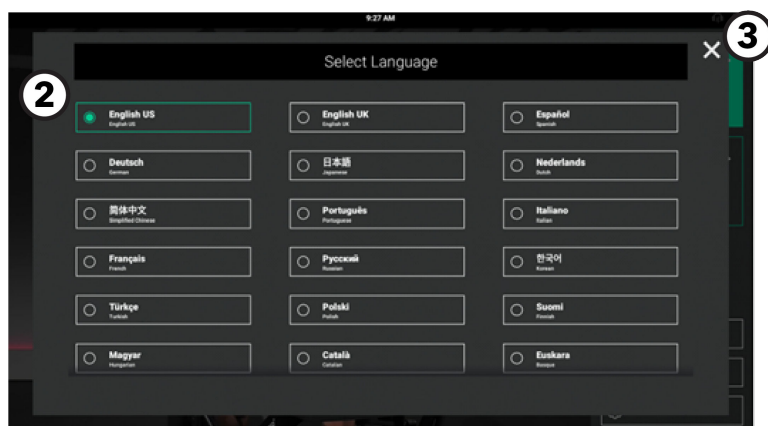 9:27 AM
3
Select Language
2
English US
English US
English UK
English UK
Español
Spanish
Deutsch
German
日本語
Japanese
Nederlands
Dutch
简体中文
Simplified Chinese
Português
Portuguese
Italiano
Italian
Français
French
Русский
Russian
한국어
Korean
Türkçe
Turkish
Polski
Polish
Suomi
Finnish
Magyar
Hungarian
Català
Catalan
Euskara
Basque